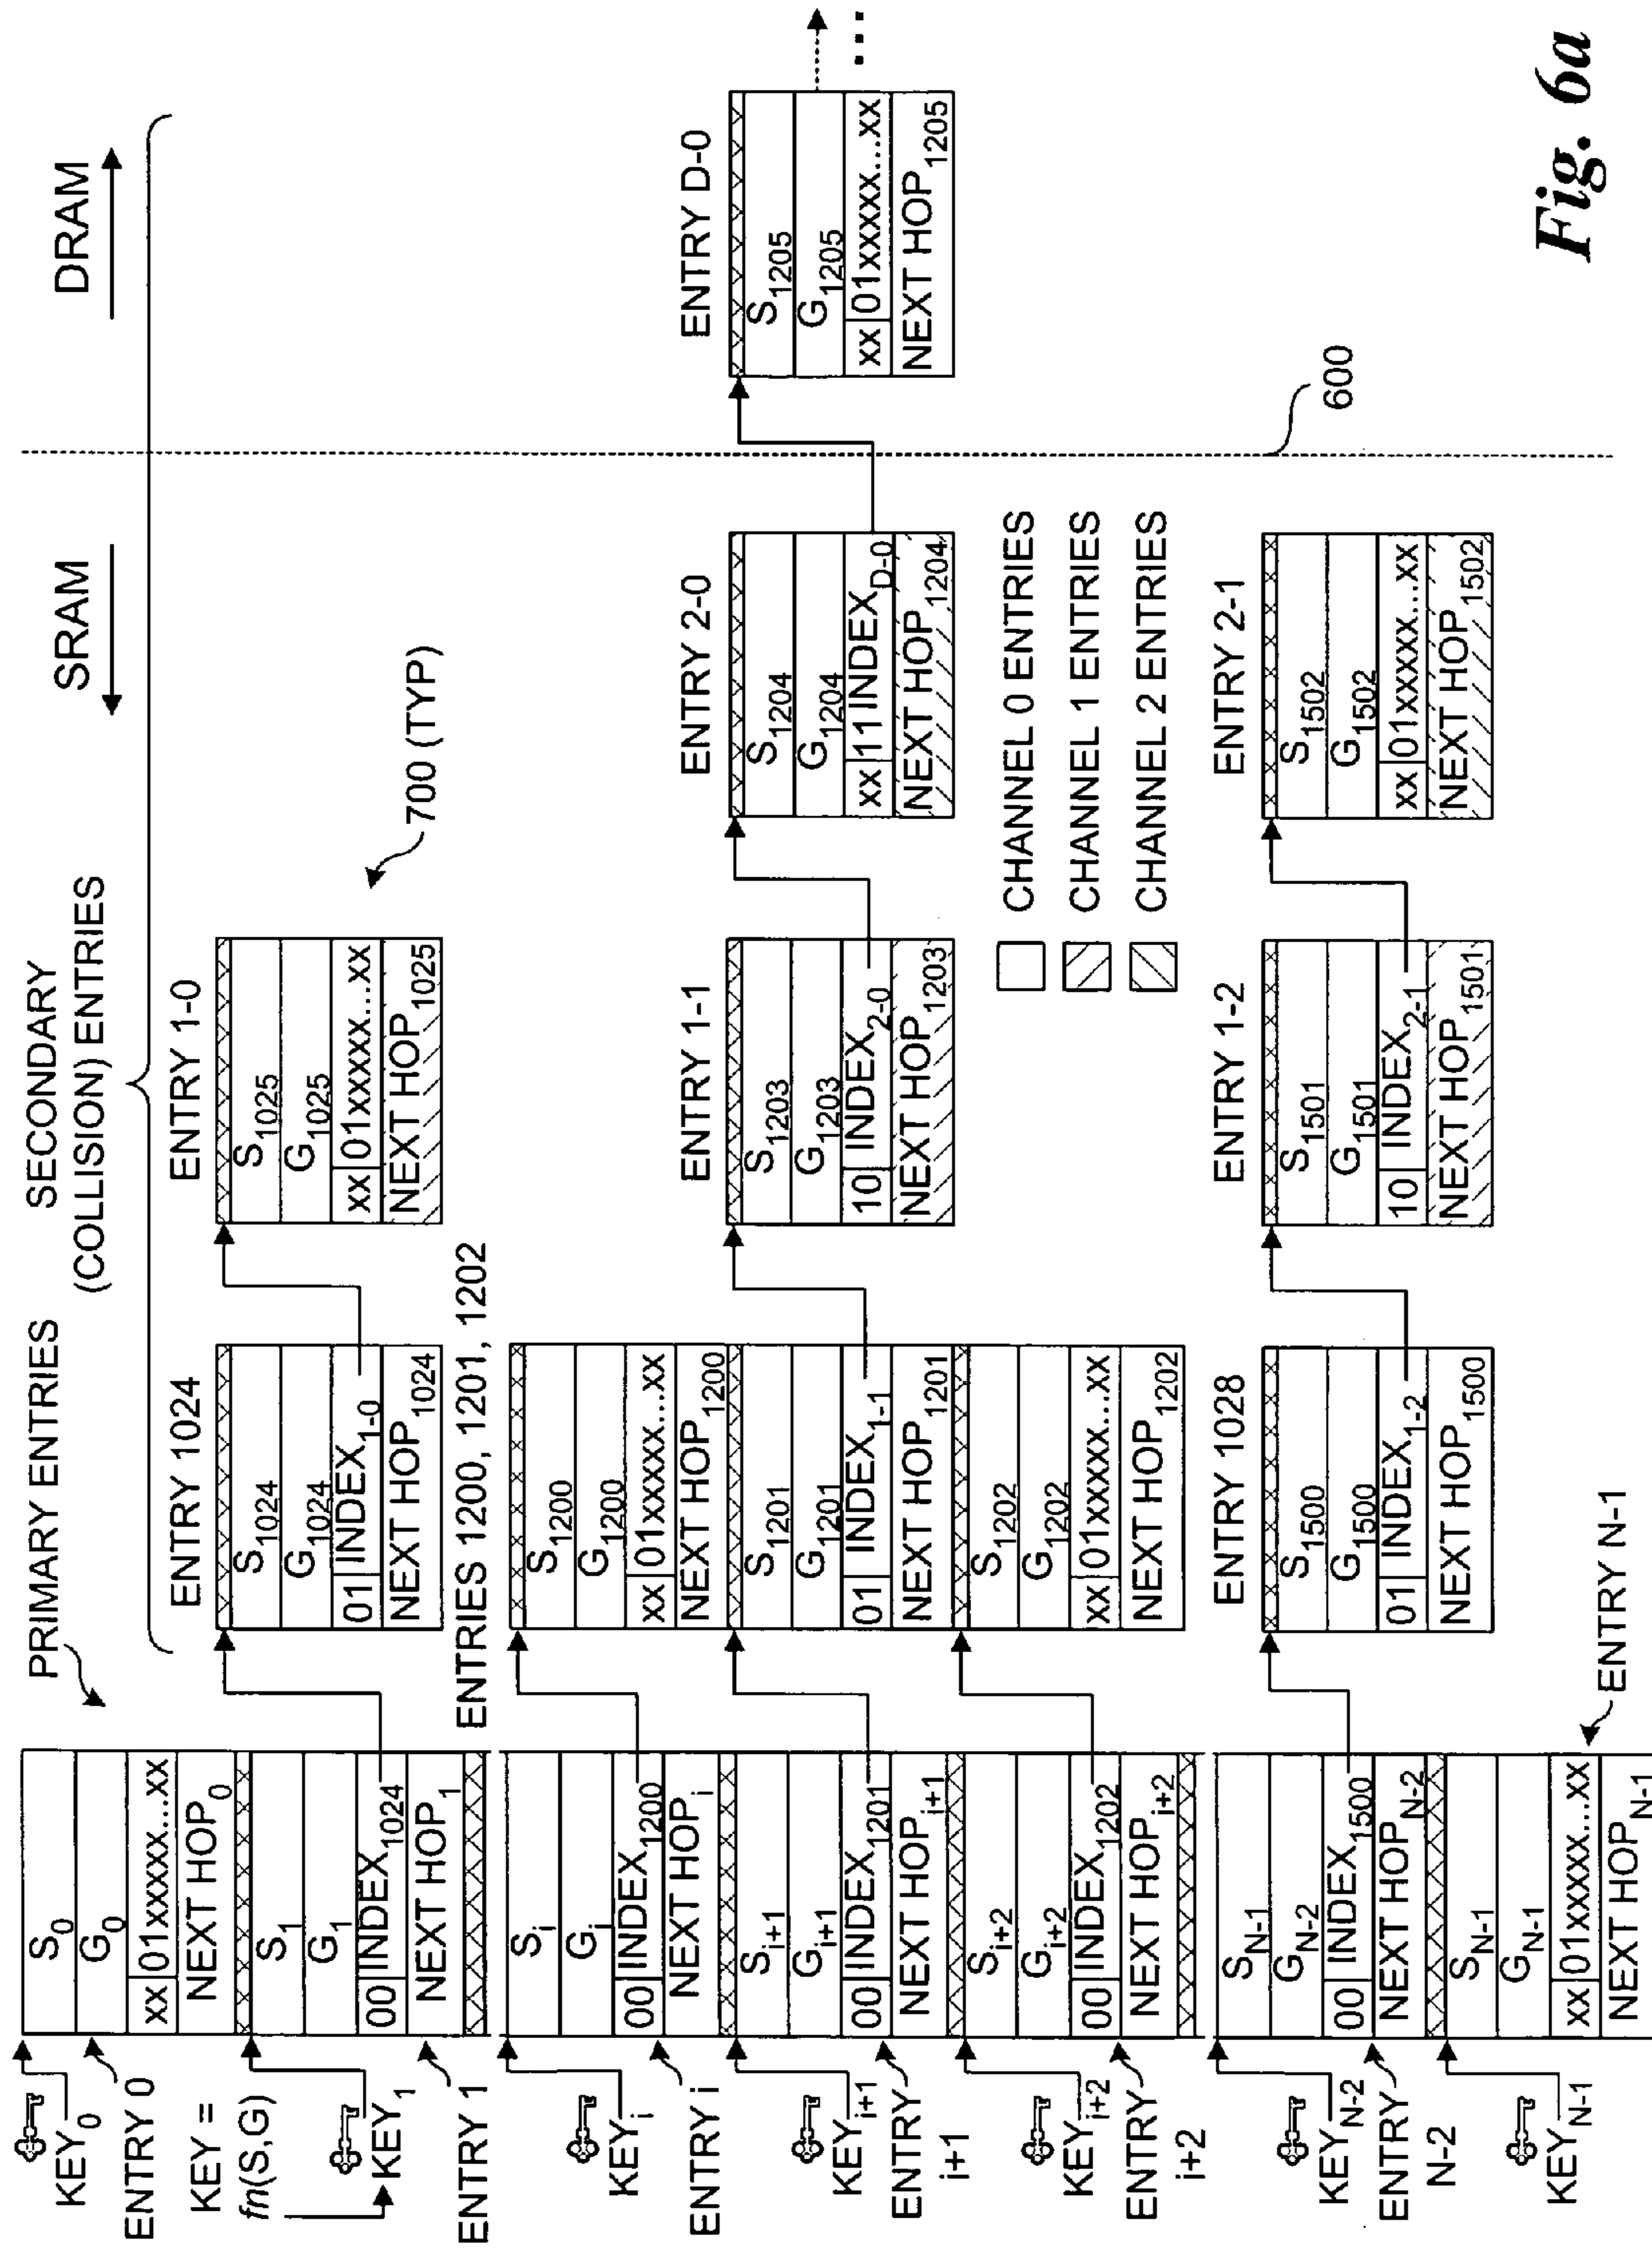 SRAM
DRAM
PRIMARY ENTRIES
SECONDARY
(COLLISION) ENTRIES
KEY0
ENTRY 0
KEY =
fn(S,G)
KEY1
ENTRY 1
S0
G0
xx 01xxxxx...xx
NEXT HOP0
S1
G1
00 INDEX1024
NEXT HOP1
ENTRY 1024
S1024
G1024
01 INDEX1-0
NEXT HOP1024
ENTRY 1-0
S1025
G1025
xx 01xxxxx...xx
NEXT HOP1025
700 (TYP)
KEYi
ENTRY i
Si
Gi
00 INDEX1200
NEXT HOPi
KEYi+1
ENTRY
i+1
Si+1
Gi+1
00 INDEX1201
NEXT HOPi+1
KEYi+2
ENTRY
i+2
Si+2
Gi+2
00 INDEX1202
NEXT HOPi+2
ENTRIES 1200, 1201, 1202
S1200
G1200
xx 01xxxxx...xx
NEXT HOP1200
S1201
G1201
01 INDEX1-1
NEXT HOP1201
S1202
G1202
xx 01xxxxx...xx
NEXT HOP1202
ENTRY 1-1
S1203
G1203
10 INDEX2-0
NEXT HOP1203
ENTRY 2-0
S1204
G1204
xx 11INDEXD-0
NEXT HOP1204
ENTRY D-0
S1205
G1205
xx 01xxxxx...xx
NEXT HOP1205
...
CHANNEL 0 ENTRIES
CHANNEL 1 ENTRIES
CHANNEL 2 ENTRIES
KEYN-2
ENTRY
N-2
SN-1
GN-2
00 INDEX1500
NEXT HOPN-2
KEYN-1
SN-1
GN-1
xx 01xxxxx...xx
NEXT HOPN-1
ENTRY N-1
ENTRY 1028
S1500
G1500
01 INDEX1-2
NEXT HOP1500
ENTRY 1-2
S1501
G1501
10 INDEX2-1
NEXT HOP1501
ENTRY 2-1
S1502
G1502
xx 01xxxxx...xx
NEXT HOP1502
600
Fig. 6a